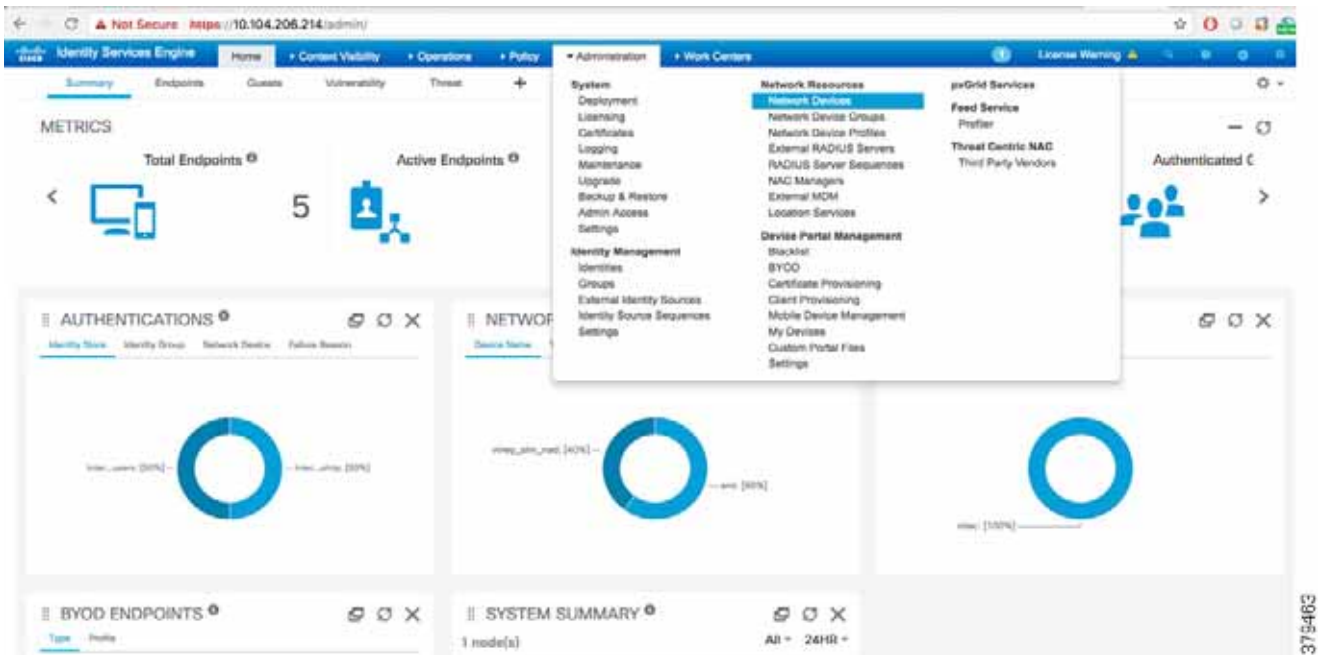 Not Secure https://10.104.206.214/admin/
cisco Identity Services Engine Home Context Visibility Operations Policy Administration Work Centers License Warning
Summary Endpoints Guests Vulnerability Threat +
METRICS
Total Endpoints
5
Active Endpoints
Authenticated G
System
Deployment
Licensing
Certificates
Logging
Maintenance
Upgrade
Backup & Restore
Admin Access
Settings
Identity Management
Identities
Groups
External Identity Sources
Identity Source Sequences
Settings
Network Resources
Network Devices
Network Device Groups
Network Device Profiles
External RADIUS Servers
RADIUS Server Sequences
NAC Managers
External MDM
Location Services
Device Portal Management
Blacklist
BYOD
Certificate Provisioning
Client Provisioning
Mobile Device Management
My Devices
Custom Portal Files
Settings
pxGrid Services
Feed Service
Profiler
Threat Centric NAC
Third Party Vendors
AUTHENTICATIONS
Identity Store Identity Group Network Device Failure Reason
[50%]
[50%]
NETWOR
Device Name
[40%]
[60%]
[100%]
BYOD ENDPOINTS
Type Profile
SYSTEM SUMMARY
1 node(s)
All 24HR
379463